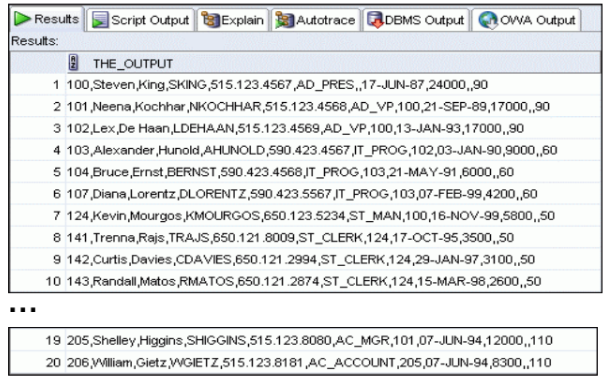 Results Script Output Explain Autotrace DBMS Output OWA Output
Results:
THE_OUTPUT
1 100,Steven,King,SKING,515.123.4567,AD_PRES,,17-JUN-87,24000,,90
2 101,Neena,Kochhar,NKOCHHAR,515.123.4568,AD_VP,100,21-SEP-89,17000,,90
3 102,Lex,De Haan,LDEHAAN,515.123.4569,AD_VP,100,13-JAN-93,17000,,90
4 103,Alexander,Hunold,AHUNOLD,590.423.4567,IT_PROG,102,03-JAN-90,9000,,60
5 104,Bruce,Ernst,BERNST,590.423.4568,IT_PROG,103,21-MAY-91,6000,,60
6 107,Diana,Lorentz,DLORENTZ,590.423.5567,IT_PROG,103,07-FEB-99,4200,,60
7 124,Kevin,Mourgos,KMOURGOS,650.123.5234,ST_MAN,100,16-NOV-99,5800,,50
8 141,Trenna,Rajs,TRAJS,650.121.8009,ST_CLERK,124,17-OCT-95,3500,,50
9 142,Curtis,Davies,CDAVIES,650.121.2994,ST_CLERK,124,29-JAN-97,3100,,50
10 143,Randall,Matos,RMATOS,650.121.2874,ST_CLERK,124,15-MAR-98,2600,,50
...
19 205,Shelley,Higgins,SHIGGINS,515.123.8080,AC_MGR,101,07-JUN-94,12000,,110
20 206,William,Gietz,WGIETZ,515.123.8181,AC_ACCOUNT,205,07-JUN-94,8300,,110